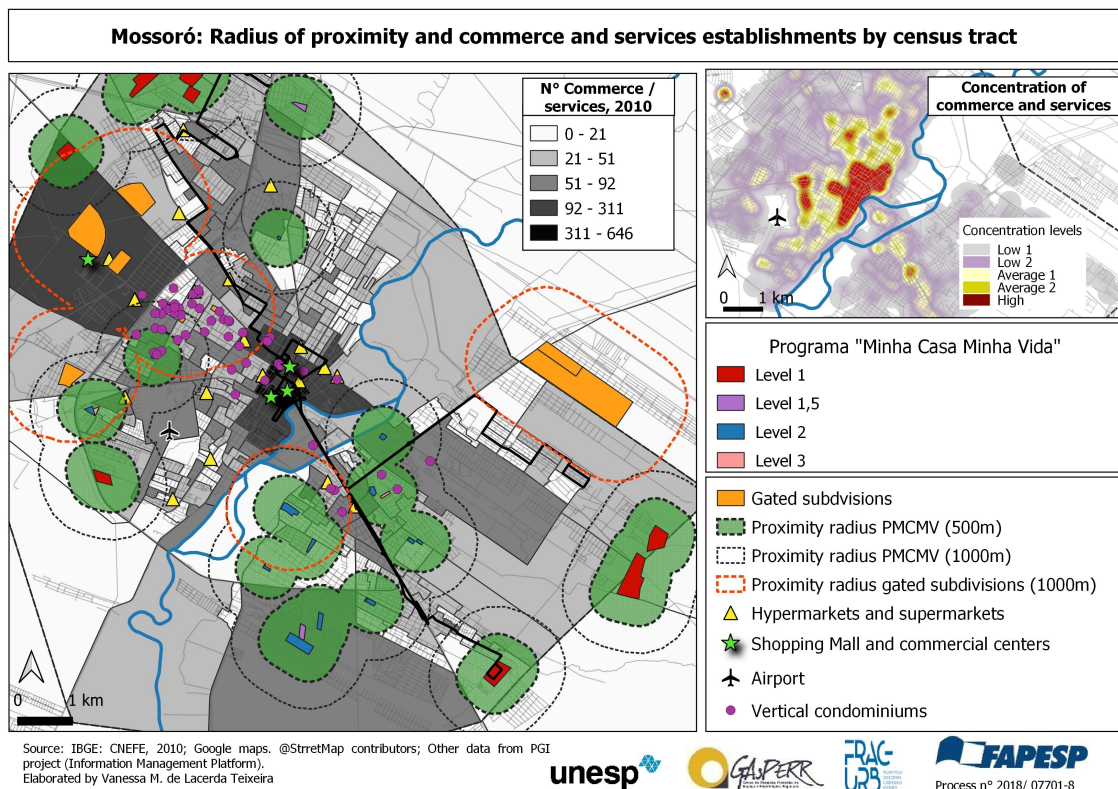 Mossoró: Radius of proximity and commerce and services establishments by census tract
N° Commerce /
services, 2010
0 - 21
21 - 51
51 - 92
92 - 311
311 - 646
0 1 km
Concentration of
commerce and services
Concentration levels
Low 1
Low 2
Average 1
Average 2
High
0 1 km
Programa "Minha Casa Minha Vida"
Level 1
Level 1,5
Level 2
Level 3
Gated subdvisions
Proximity radius PMCMV (500m)
Proximity radius PMCMV (1000m)
Proximity radius gated subdivisions (1000m)
Hypermarkets and supermarkets
Shopping Mall and commercial centers
Airport
Vertical condominiums
Source: IBGE: CNEFE, 2010; Google maps. @StrretMap contributors; Other data from PGI
project (Information Management Platform).
Elaborated by Vanessa M. de Lacerda Teixeira
unesp
GAsPERR
FRAG-
URB
FAPESP
Process n° 2018/ 07701-8